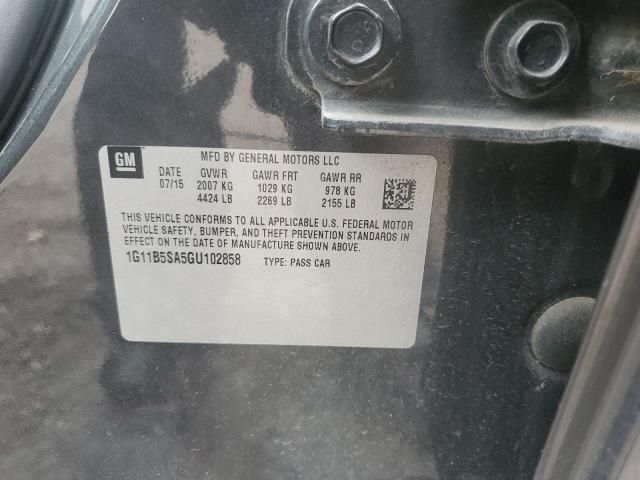 GM
MFD BY GENERAL MOTORS LLC
DATE GVWR GAWR FRT GAWR RR
07/15 2007 KG 1029 KG 978 KG
4424 LB 2269 LB 2155 LB
THIS VEHICLE CONFORMS TO ALL APPLICABLE U.S. FEDERAL MOTOR
VEHICLE SAFETY, BUMPER, AND THEFT PREVENTION STANDARDS IN
EFFECT ON THE DATE OF MANUFACTURE SHOWN ABOVE.
1G11B5SA5GU102858 TYPE: PASS CAR